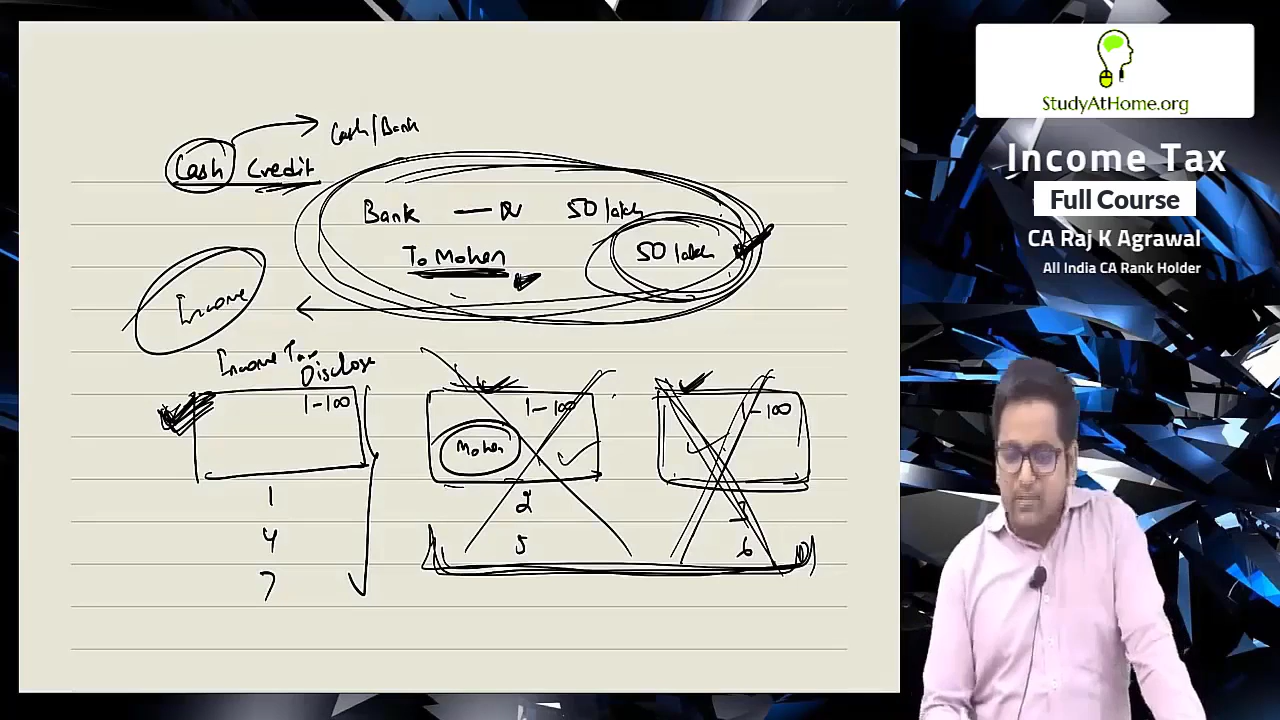 Cash/Bank
Cash Credit
Bank — Dr 50 lakh
To Mohan 50 lakh
Income
Income Tax
Disclose
1-100 1-100 1-100
Mohan
1 2 3
4 5 6
7
StudyAtHome.org
Income Tax
Full Course
CA Raj K Agrawal
All India CA Rank Holder